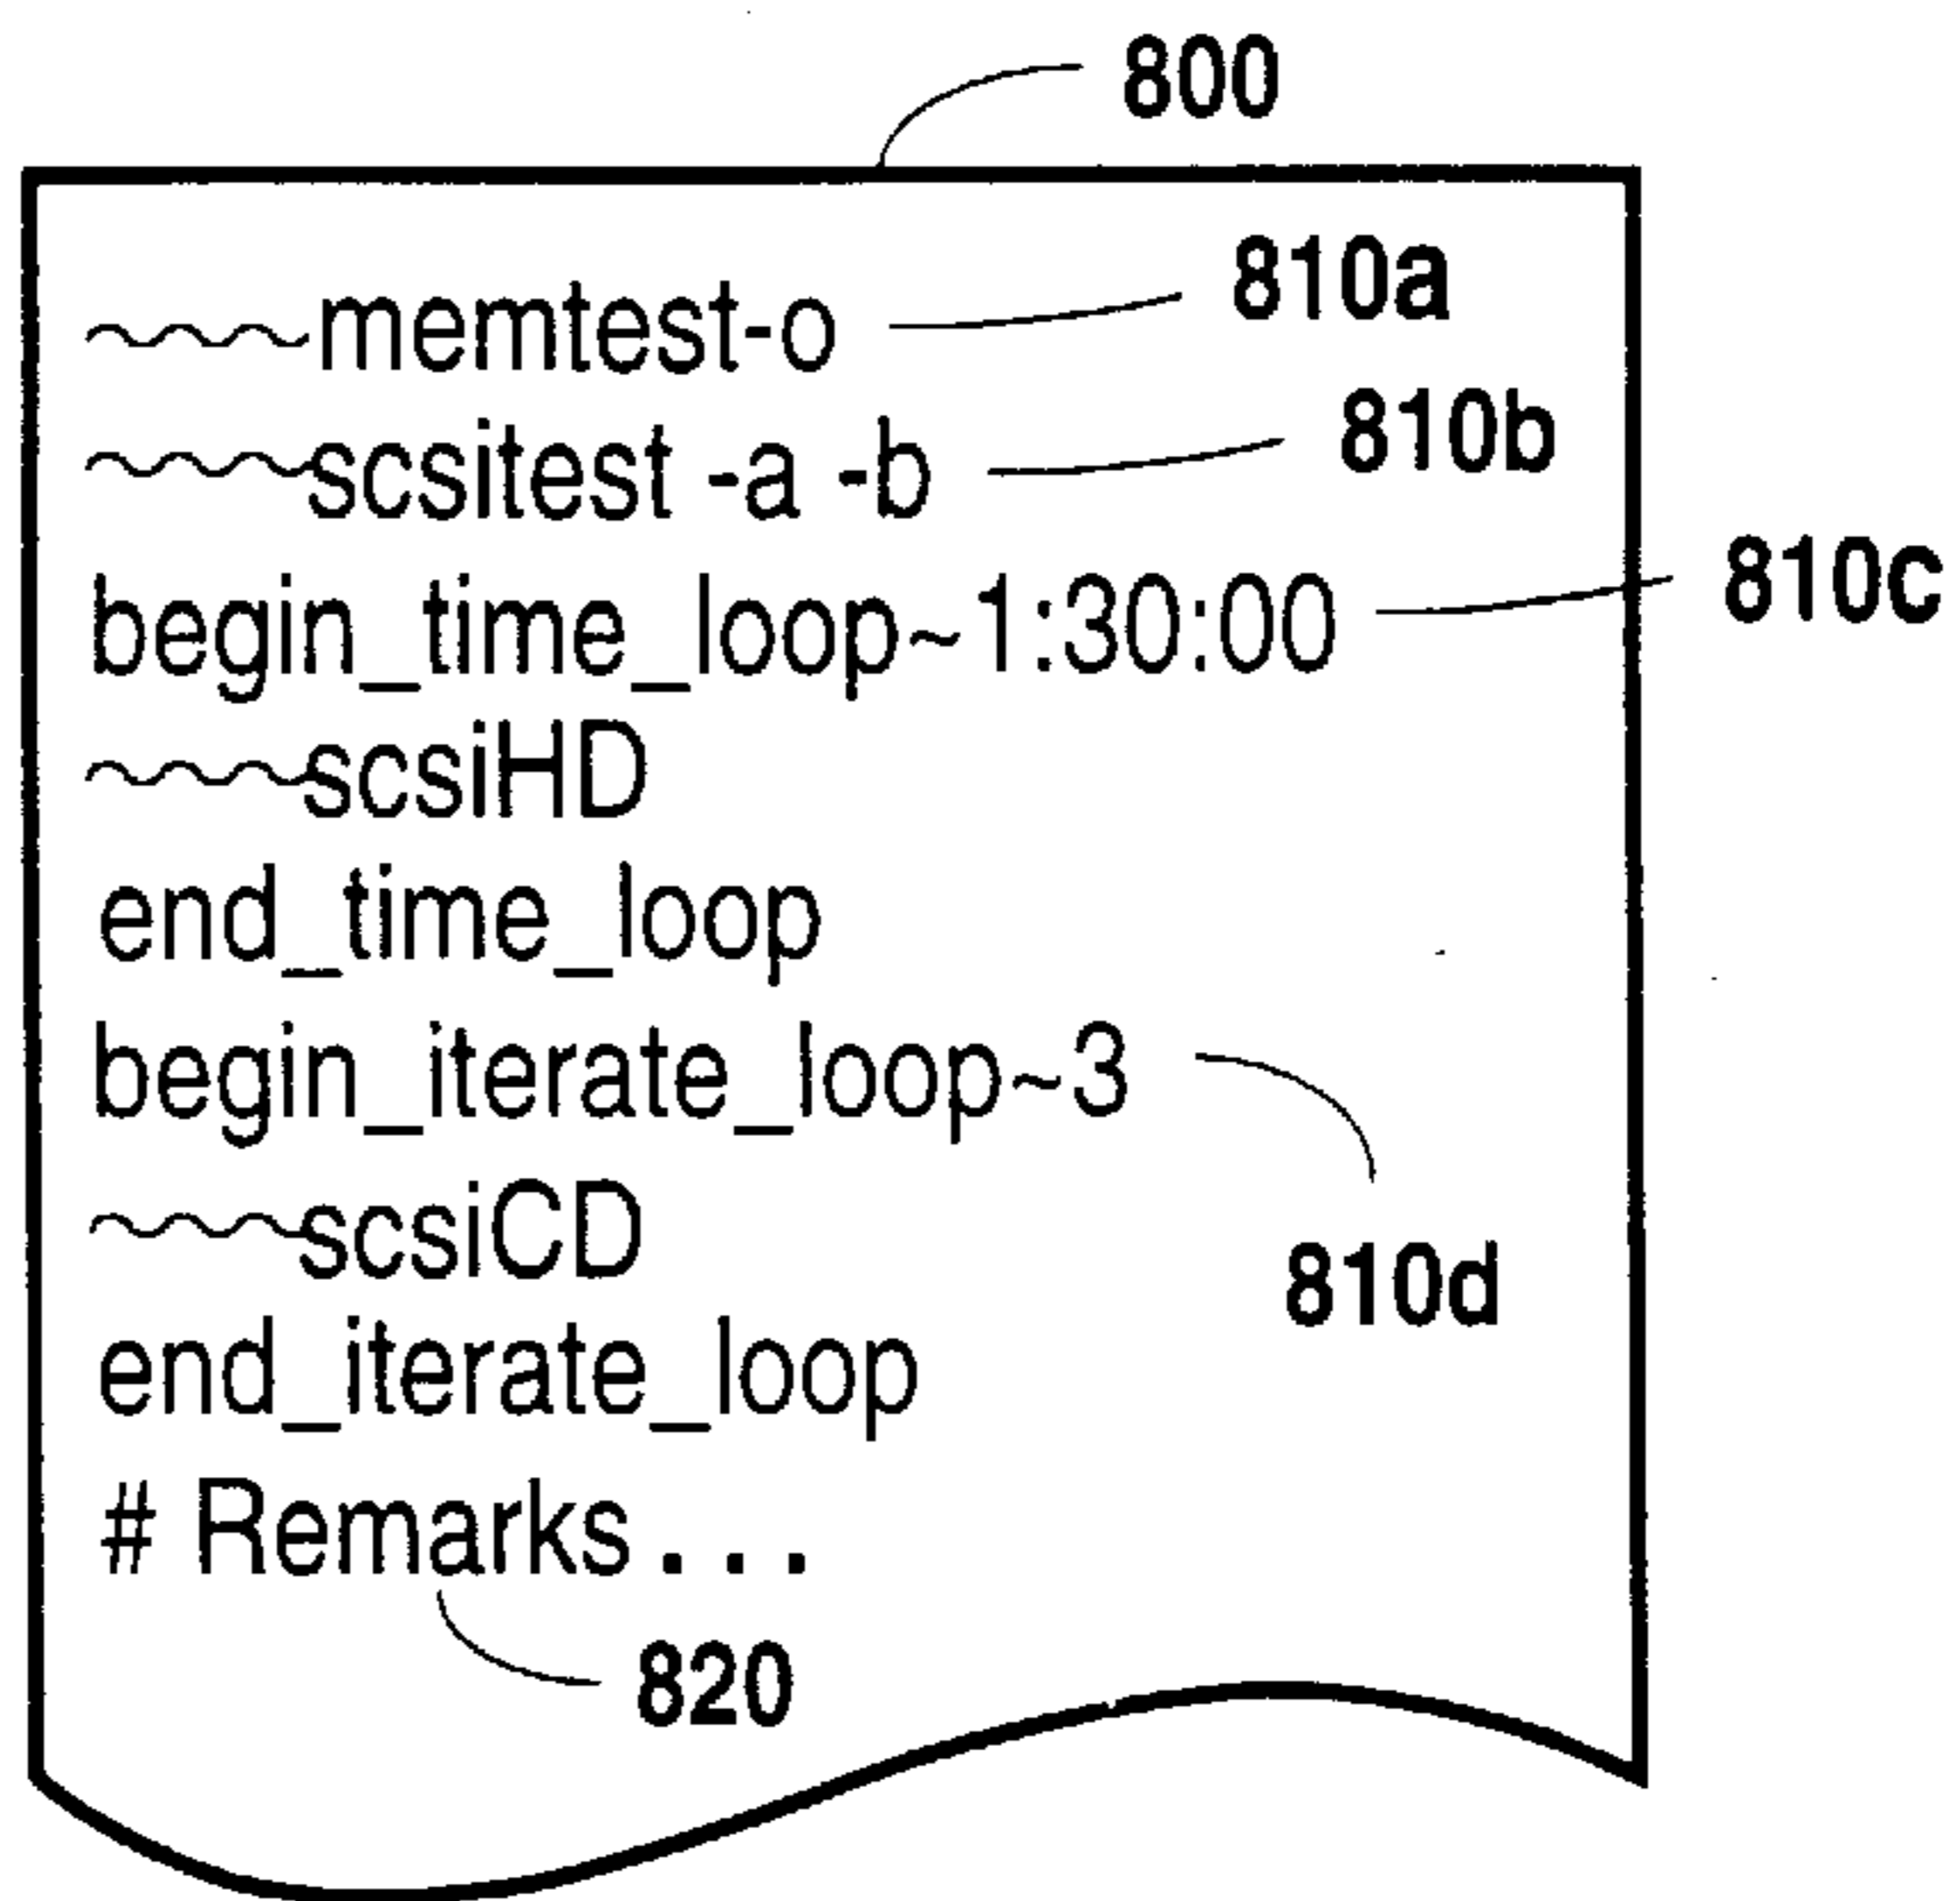 800
~~~memtest-o 810a
~~~scsitest -a -b 810b
begin_time_loop~1:30:00 810c
~~~scsiHD
end_time_loop
begin_iterate_loop~3
~~~scsiCD
810d
end_iterate_loop
# Remarks . . .
820